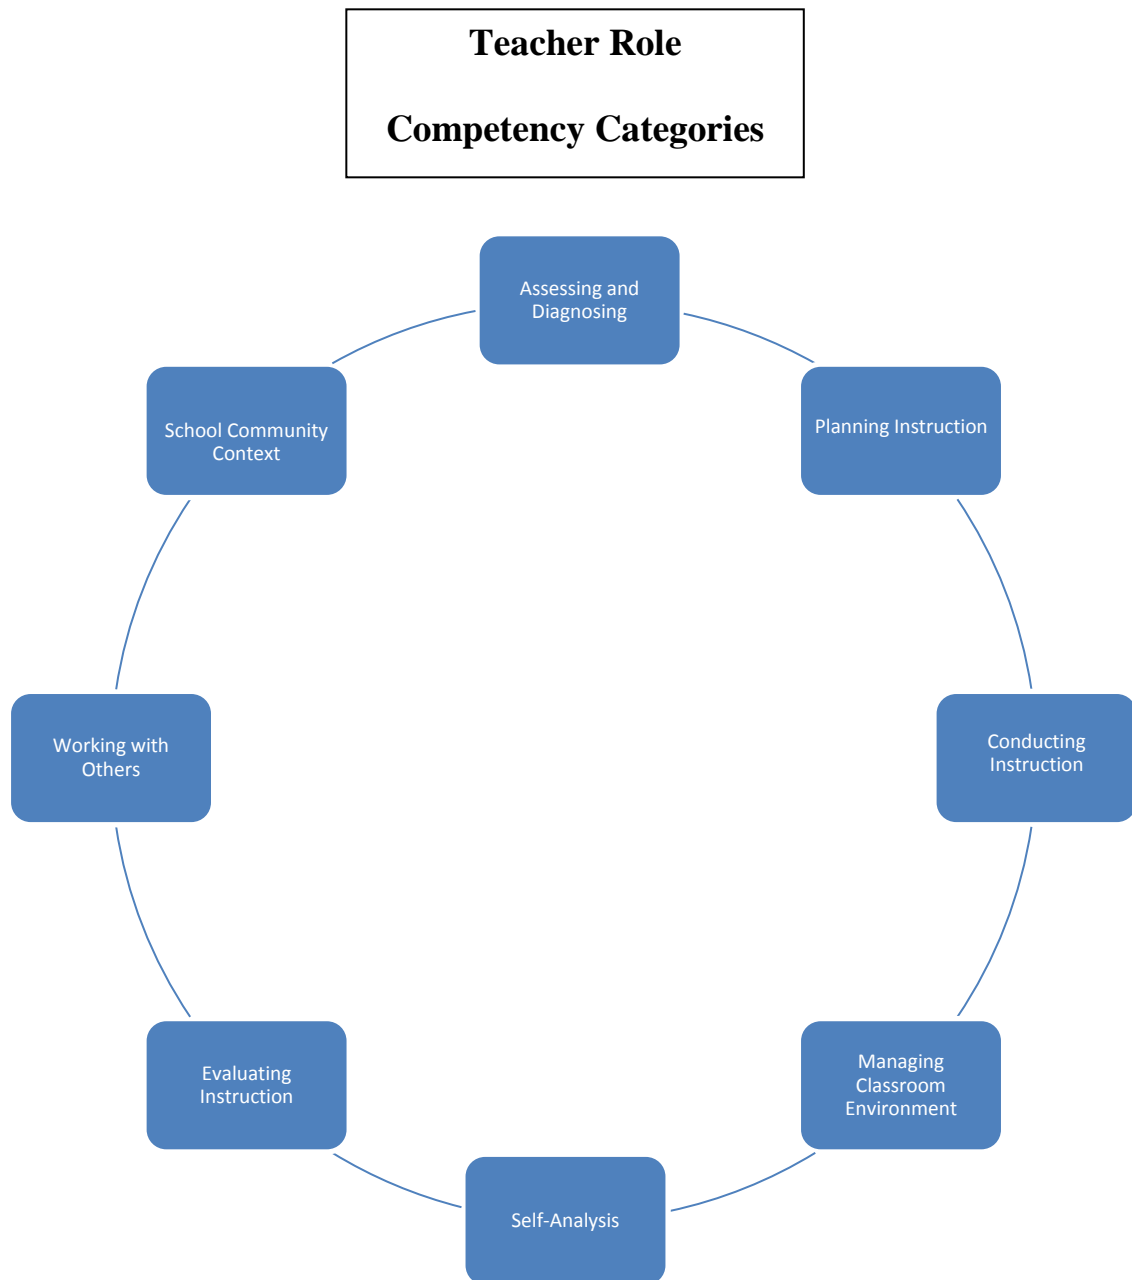 Teacher Role
Competency Categories
Assessing and
Diagnosing
Planning Instruction
Conducting
Instruction
Managing
Classroom
Environment
Self-Analysis
Evaluating
Instruction
Working with
Others
School Community
Context